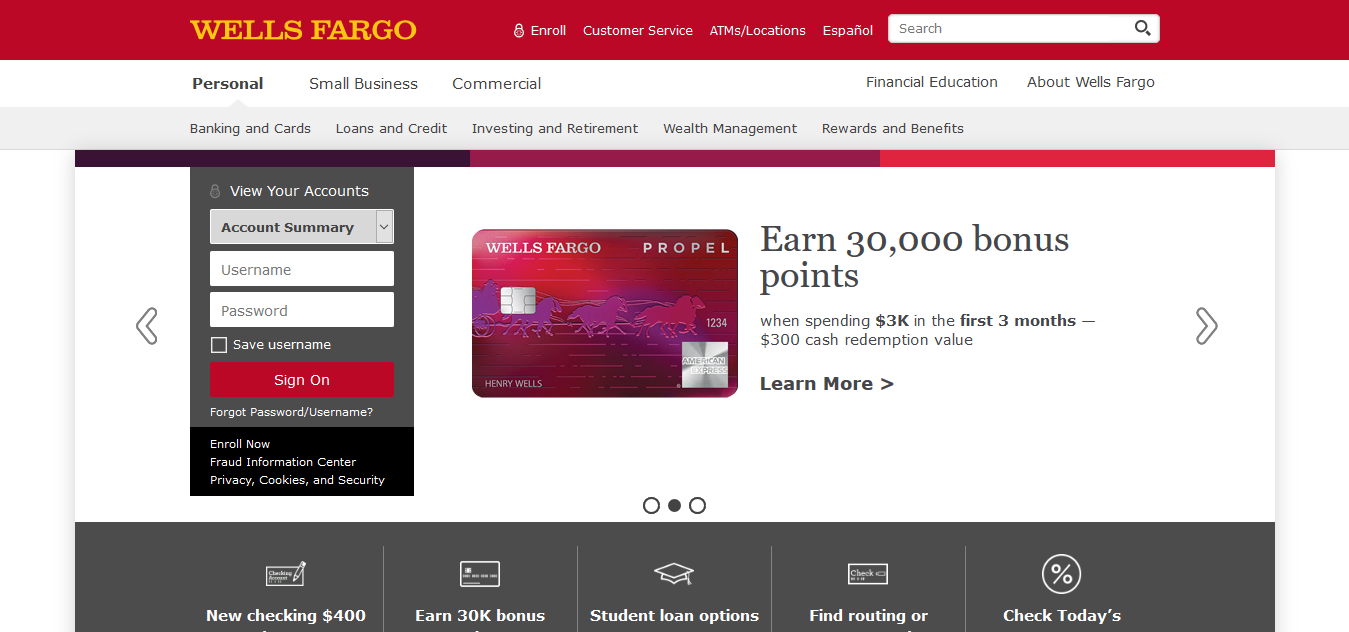 WELLS FARGO
Enroll Customer Service ATMs/Locations Español Search
Personal Small Business Commercial Financial Education About Wells Fargo
Banking and Cards Loans and Credit Investing and Retirement Wealth Management Rewards and Benefits
View Your Accounts
Account Summary
Username
Password
Save username
Sign On
Forgot Password/Username?
Enroll Now
Fraud Information Center
Privacy, Cookies, and Security
WELLS FARGO PROPEL
1234
AMERICAN
EXPRESS
HENRY WELLS
Earn 30,000 bonus
points
when spending $3K in the first 3 months —
$300 cash redemption value
Learn More >
Checking
Account
Check
New checking $400 Earn 30K bonus Student loan options Find routing or Check Today’s